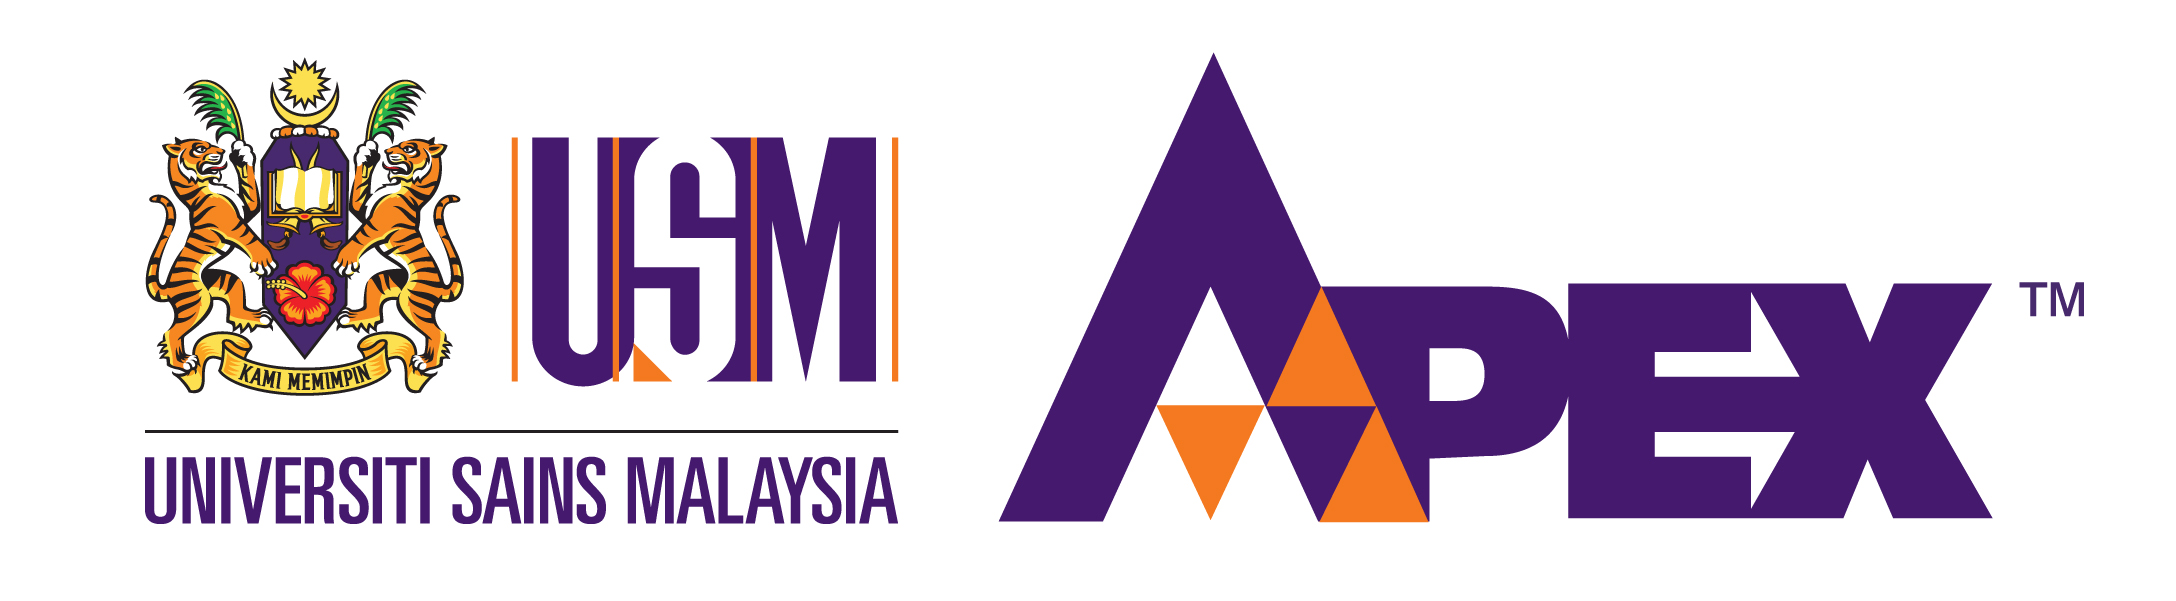 KAMI MEMIMPIN
USM
UNIVERSITI SAINS MALAYSIA
APEX TM